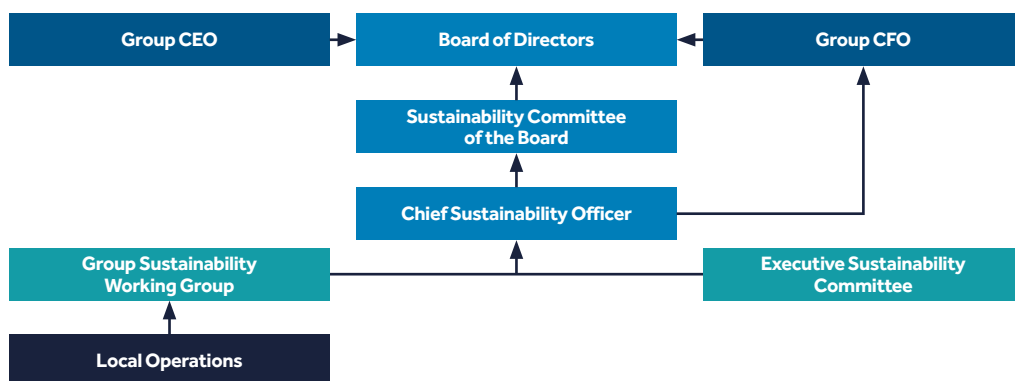 Group CEO
Board of Directors
Group CFO
Sustainability Committee
of the Board
Chief Sustainability Officer
Group Sustainability
Working Group
Executive Sustainability
Committee
Local Operations